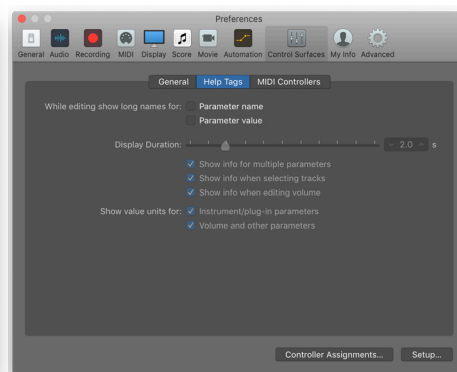 Preferences
General Audio Recording MIDI Display Score Movie Automation Control Surfaces My Info Advanced
General Help Tags MIDI Controllers
While editing show long names for: Parameter name
Parameter value
Display Duration: 2.0 s
Show info for multiple parameters
Show info when selecting tracks
Show info when editing volume
Show value units for: Instrument/plug-in parameters
Volume and other parameters
Controller Assignments... Setup...